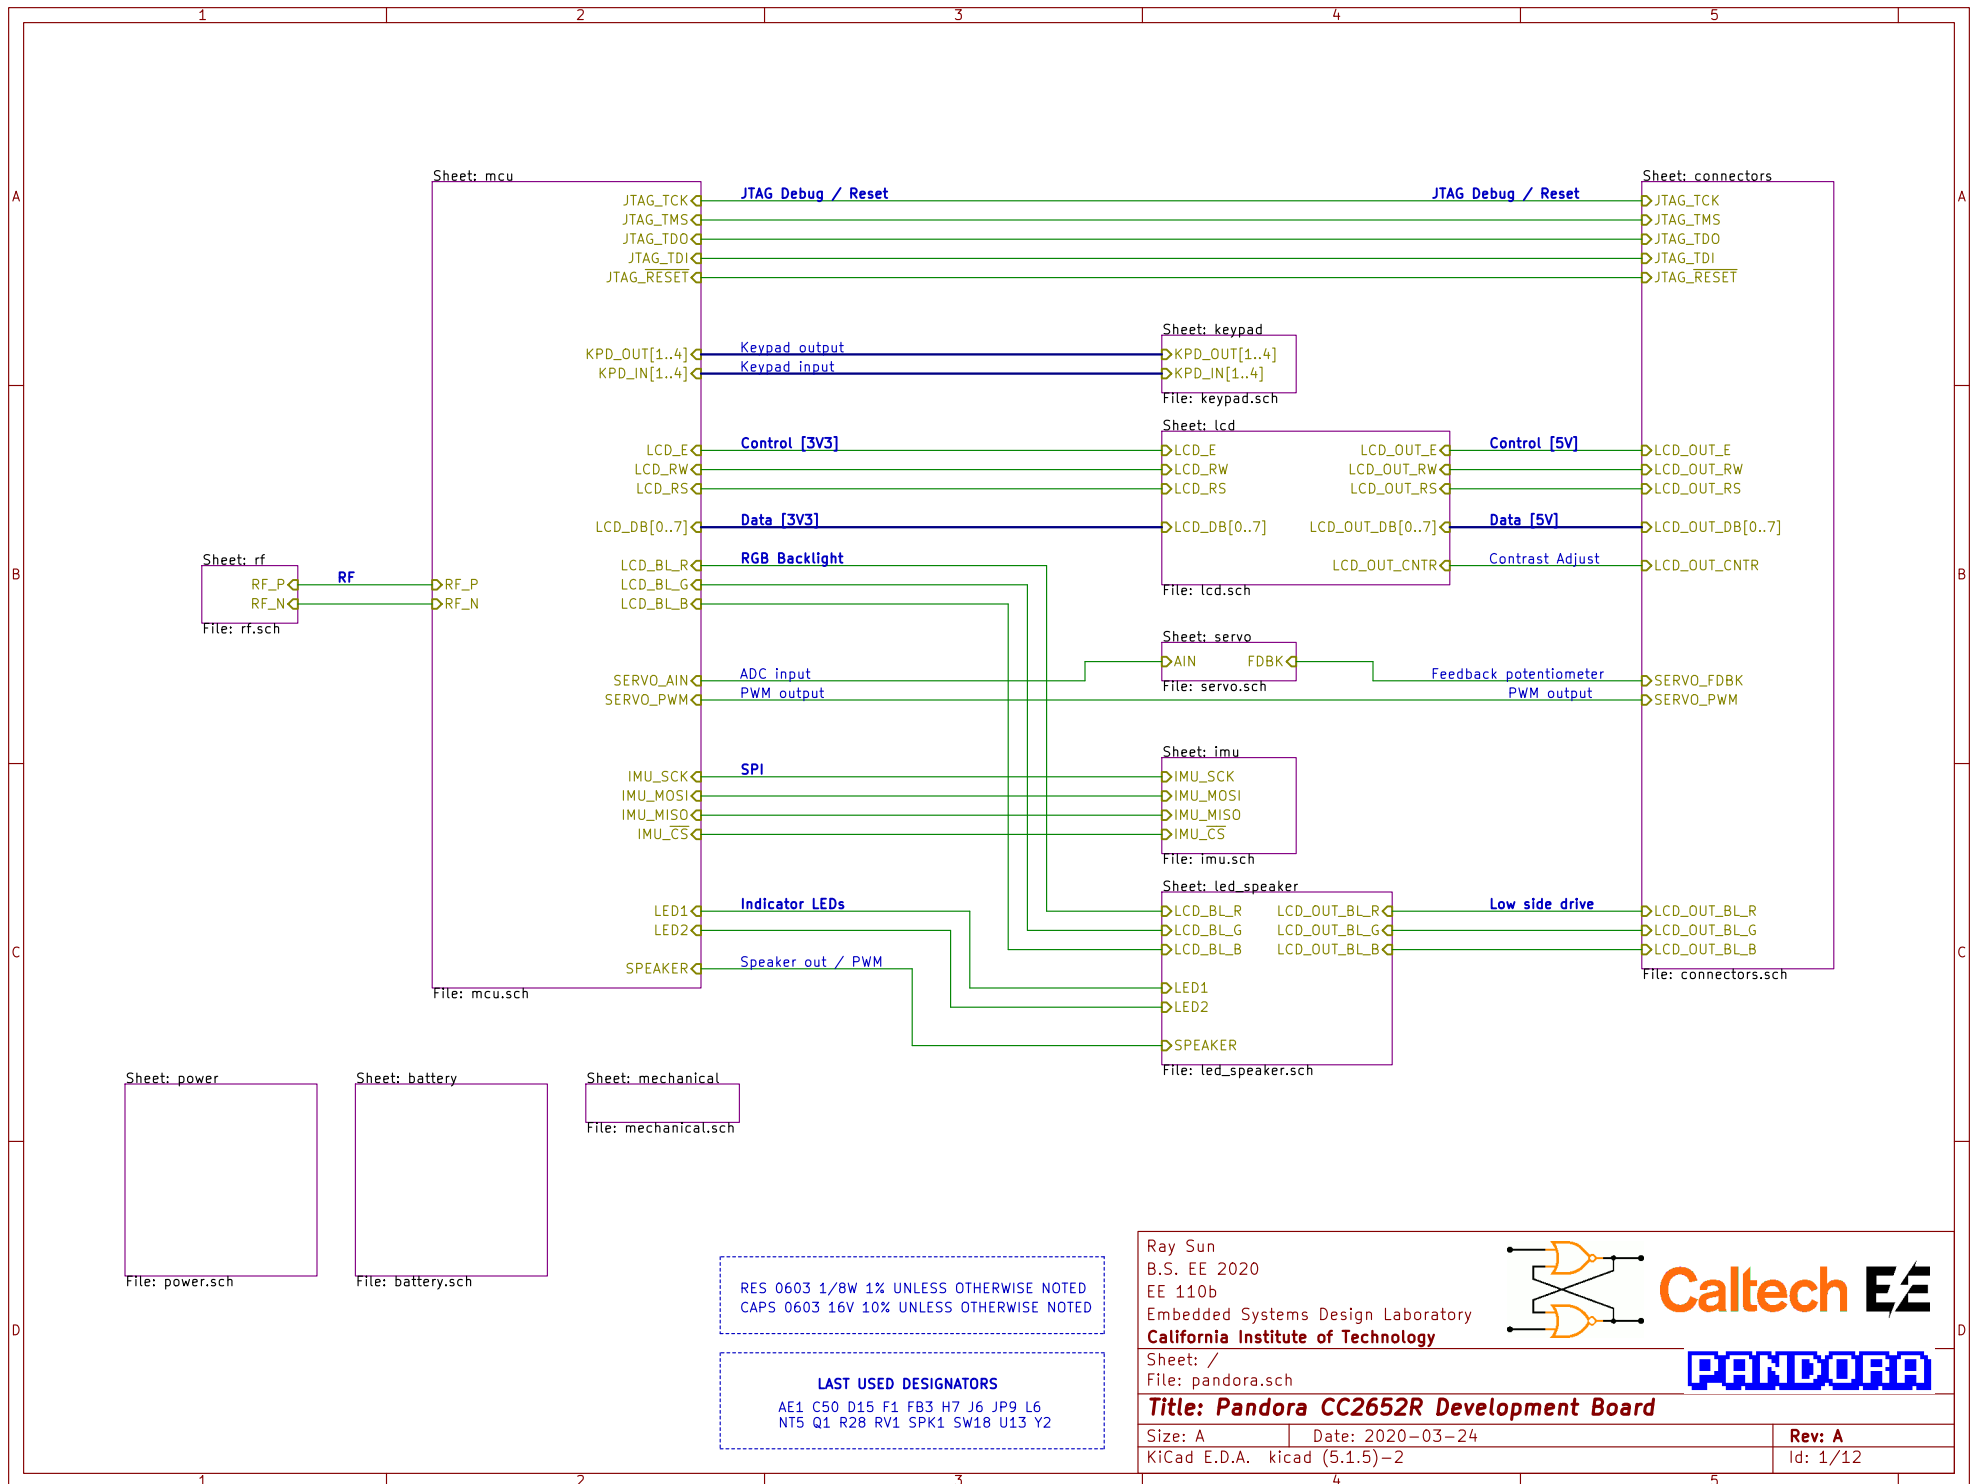 1 2 3 4 5
A A
B B
C C
D D
1 2 3 4 5
Sheet: mcu
JTAG_TCK
JTAG_TMS
JTAG_TDO
JTAG_TDI
JTAG_RESET
KPD_OUT[1..4]
KPD_IN[1..4]
LCD_E
LCD_RW
LCD_RS
LCD_DB[0..7]
LCD_BL_R
LCD_BL_G
LCD_BL_B
RF_P
RF_N
SERVO_AIN
SERVO_PWM
IMU_SCK
IMU_MOSI
IMU_MISO
IMU_CS
LED1
LED2
SPEAKER
File: mcu.sch
JTAG Debug / Reset
JTAG Debug / Reset
Keypad output
Keypad input
Control [3V3]
Data [3V3]
RGB Backlight
ADC input
PWM output
SPI
Indicator LEDs
Speaker out / PWM
Sheet: rf
RF_P
RF_N
File: rf.sch
RF
Sheet: keypad
KPD_OUT[1..4]
KPD_IN[1..4]
File: keypad.sch
Sheet: lcd
LCD_E LCD_OUT_E
LCD_RW LCD_OUT_RW
LCD_RS LCD_OUT_RS
LCD_DB[0..7] LCD_OUT_DB[0..7]
LCD_OUT_CNTR
File: lcd.sch
Control [5V]
Data [5V]
Contrast Adjust
Sheet: servo
AIN FDBK
File: servo.sch
Feedback potentiometer
PWM output
Sheet: imu
IMU_SCK
IMU_MOSI
IMU_MISO
IMU_CS
File: imu.sch
Sheet: led_speaker
LCD_BL_R LCD_OUT_BL_R
LCD_BL_G LCD_OUT_BL_G
LCD_BL_B LCD_OUT_BL_B
LED1
LED2
SPEAKER
File: led_speaker.sch
Low side drive
Sheet: connectors
JTAG_TCK
JTAG_TMS
JTAG_TDO
JTAG_TDI
JTAG_RESET
LCD_OUT_E
LCD_OUT_RW
LCD_OUT_RS
LCD_OUT_DB[0..7]
LCD_OUT_CNTR
SERVO_FDBK
SERVO_PWM
LCD_OUT_BL_R
LCD_OUT_BL_G
LCD_OUT_BL_B
File: connectors.sch
Sheet: power
File: power.sch
Sheet: battery
File: battery.sch
Sheet: mechanical
File: mechanical.sch
RES 0603 1/8W 1% UNLESS OTHERWISE NOTED
CAPS 0603 16V 10% UNLESS OTHERWISE NOTED
LAST USED DESIGNATORS
AE1 C50 D15 F1 FB3 H7 J6 JP9 L6
NT5 Q1 R28 RV1 SPK1 SW18 U13 Y2
Ray Sun
B.S. EE 2020
EE 110b
Embedded Systems Design Laboratory
California Institute of Technology
Caltech EE
Sheet: /
File: pandora.sch
PANDORA
Title: Pandora CC2652R Development Board
Size: A Date: 2020-03-24 Rev: A
KiCad E.D.A. kicad (5.1.5)-2 Id: 1/12